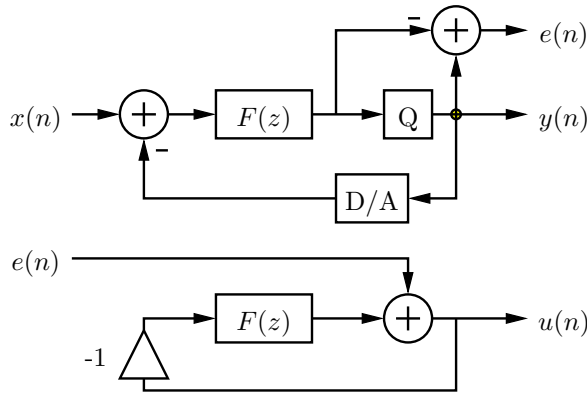 − + e(n)
x(n) + F(z) Q y(n)
−
D/A
e(n)
F(z) + u(n)
-1